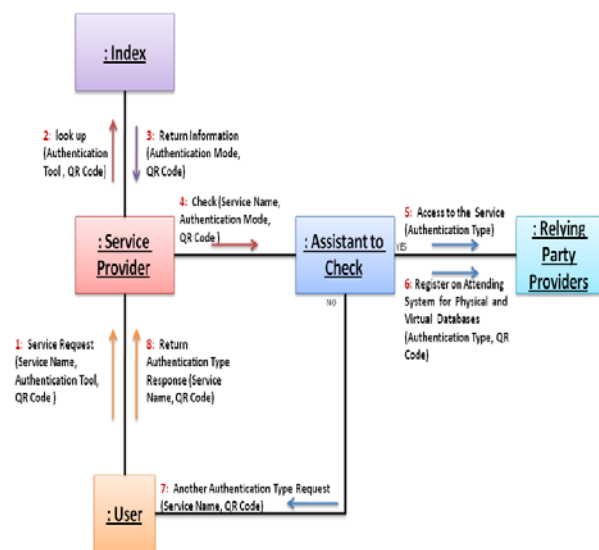 : Index
2: look up
(Authentication
Tool , QR Code)
3: Return Information
(Authentication Mode,
QR Code)
4: Check (Service Name,
Authentication Mode,
QR Code)
: Service
Provider
: Assistant to
Check
YES
NO
5: Access to the Service
(Authentication Type)
: Relying
Party
Providers
6: Register on Attending
System for Physical and
Virtual Databases
(Authentication Type, QR
Code)
1: Service Request
(Service Name,
Authentication Tool,
QR Code )
8: Return
Authentication Type
Response (Service
Name, QR Code)
7: Another Authentication Type Request
(Service Name, QR Code)
: User